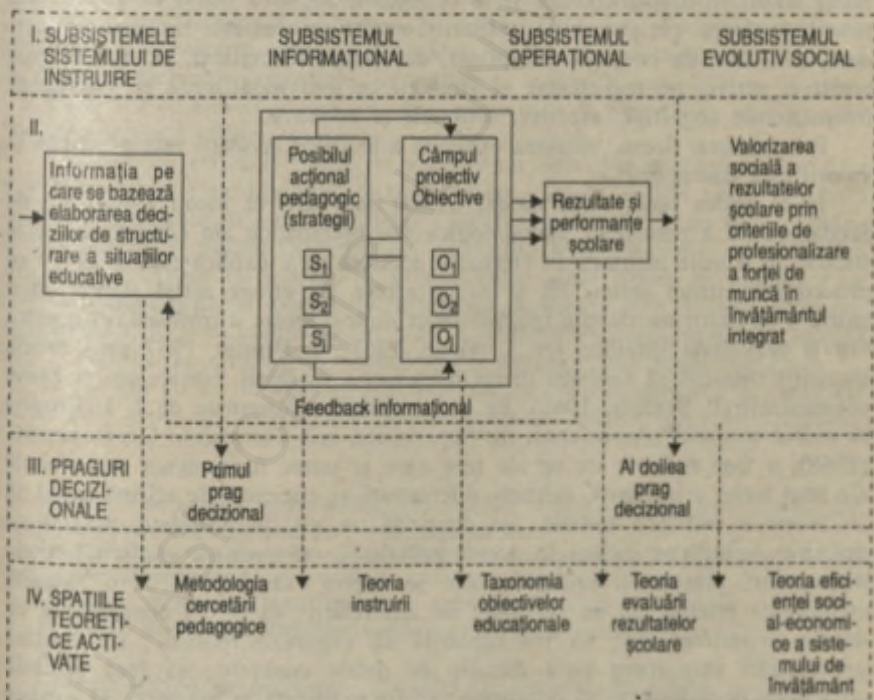 I. SUBSISTEMELE
SISTEMULUI DE
INSTRUIRE
SUBSISTEMUL
INFORMAȚIONAL
SUBSISTEMUL
OPERAȚIONAL
SUBSISTEMUL
EVOLUTIV SOCIAL
II.
Informația pe
care se bazează
elaborarea deci-
ziilor de structu-
rare a situațiilor
educative
Posibilul
acțional
pedagogic
(strategii)
S1
S2
Sj
Câmpul
proiectiv
Obiective
O1
O2
Oj
Rezultate și
performanțe
școlare
Valorizarea
socială a
rezultatelor
școlare prin
criteriile de
profesionalizare
a forței de
muncă în
învățământul
integrat
Feedback informațional
III. PRAGURI
DECIZI-
ONALE
Primul
prag
decizional
Al doilea
prag
decizional
IV. SPAȚIILE
TEORETI-
CE ACTI-
VATE
Metodologia
cercetării
pedagogice
Teoria
instruirii
Taxonomia
obiectivelor
educaționale
Teoria
evaluării
rezultatelor
școlare
Teoria efici-
enței soci-
al-economi-
ce a siste-
mului de
învățământ